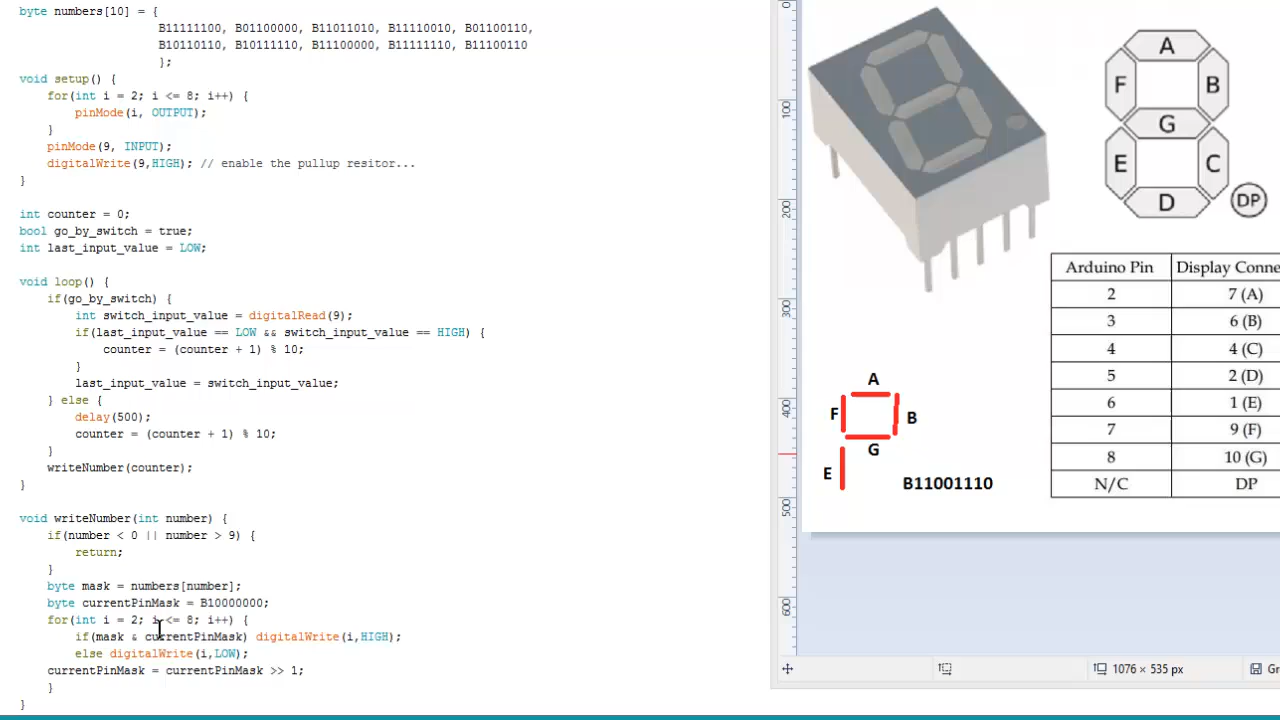 byte numbers[10] = {
B11111100, B01100000, B11011010, B11110010, B01100110,
B10110110, B10111110, B11100000, B11111110, B11100110
};
void setup() {
for(int i = 2; i <= 8; i++) {
pinMode(i, OUTPUT);
}
pinMode(9, INPUT);
digitalWrite(9,HIGH); // enable the pullup resitor...
}
int counter = 0;
bool go_by_switch = true;
int last_input_value = LOW;
void loop() {
if(go_by_switch) {
int switch_input_value = digitalRead(9);
if(last_input_value == LOW && switch_input_value == HIGH) {
counter = (counter + 1) % 10;
}
last_input_value = switch_input_value;
} else {
delay(500);
counter = (counter + 1) % 10;
}
writeNumber(counter);
}
void writeNumber(int number) {
if(number < 0 || number > 9) {
return;
}
byte mask = numbers[number];
byte currentPinMask = B10000000;
for(int i = 2; i <= 8; i++) {
if(mask & currentPinMask) digitalWrite(i,HIGH);
else digitalWrite(i,LOW);
currentPinMask = currentPinMask >> 1;
}
}
0
100
200
300
400
500
600
A
F B
G
E C
D DP
Arduino Pin Display Conne
2 7 (A)
3 6 (B)
4 4 (C)
5 2 (D)
6 1 (E)
7 9 (F)
8 10 (G)
N/C DP
A
F B
G
E
B11001110
1076 × 535 px
Gr